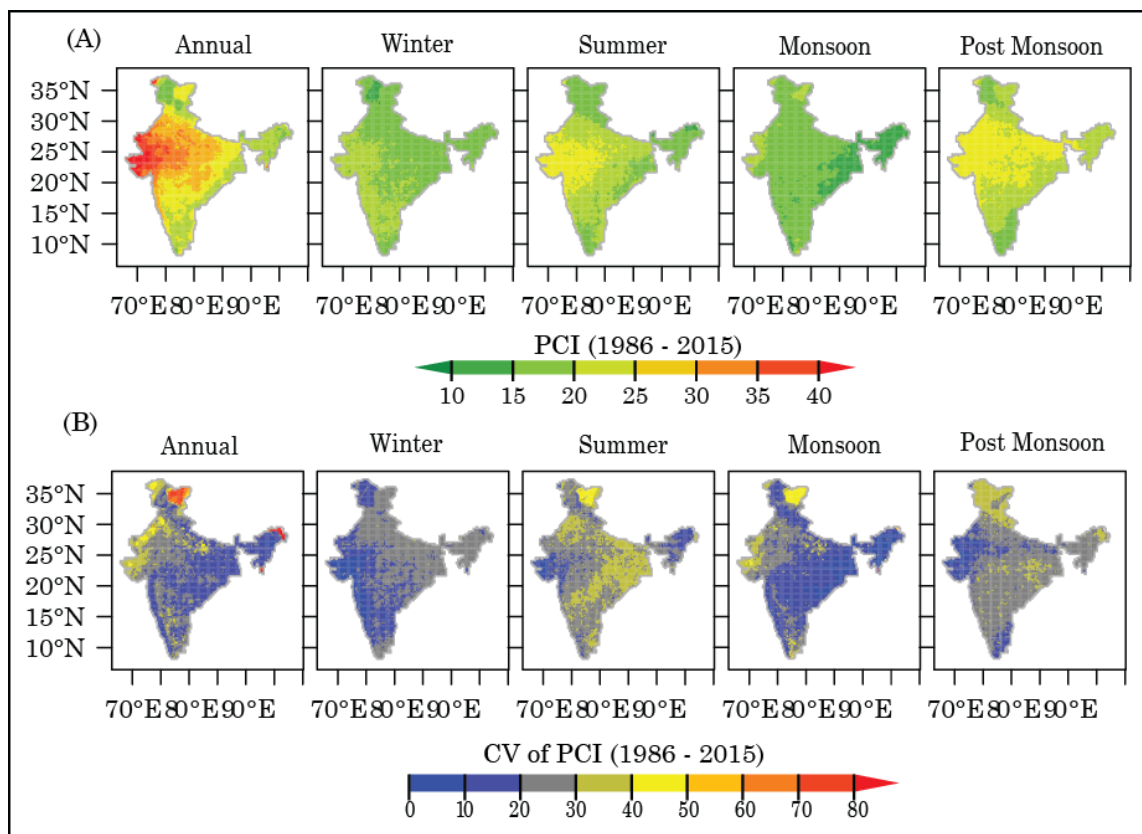 (A)
Annual Winter Summer Monsoon Post Monsoon
35°N
30°N
25°N
20°N
15°N
10°N
70°E80°E90°E 70°E80°E90°E 70°E80°E90°E 70°E80°E90°E 70°E80°E90°E
PCI (1986 - 2015)
10 15 20 25 30 35 40
(B)
Annual Winter Summer Monsoon Post Monsoon
35°N
30°N
25°N
20°N
15°N
10°N
70°E80°E90°E 70°E80°E90°E 70°E80°E90°E 70°E80°E90°E 70°E80°E90°E
CV of PCI (1986 - 2015)
0 10 20 30 40 50 60 70 80